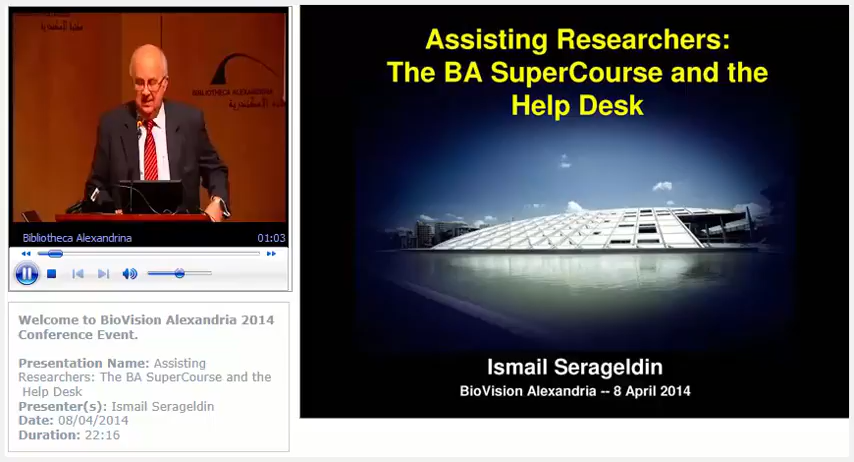 BIBLIOTHECA ALEXANDRINA
Bibliotheca Alexandrina
01:03
Welcome to BioVision Alexandria 2014
Conference Event.
Presentation Name: Assisting
Researchers: The BA SuperCourse and the
Help Desk
Presenter(s): Ismail Serageldin
Date: 08/04/2014
Duration: 22:16
Assisting Researchers:
The BA SuperCourse and the
Help Desk
Ismail Serageldin
BioVision Alexandria -- 8 April 2014